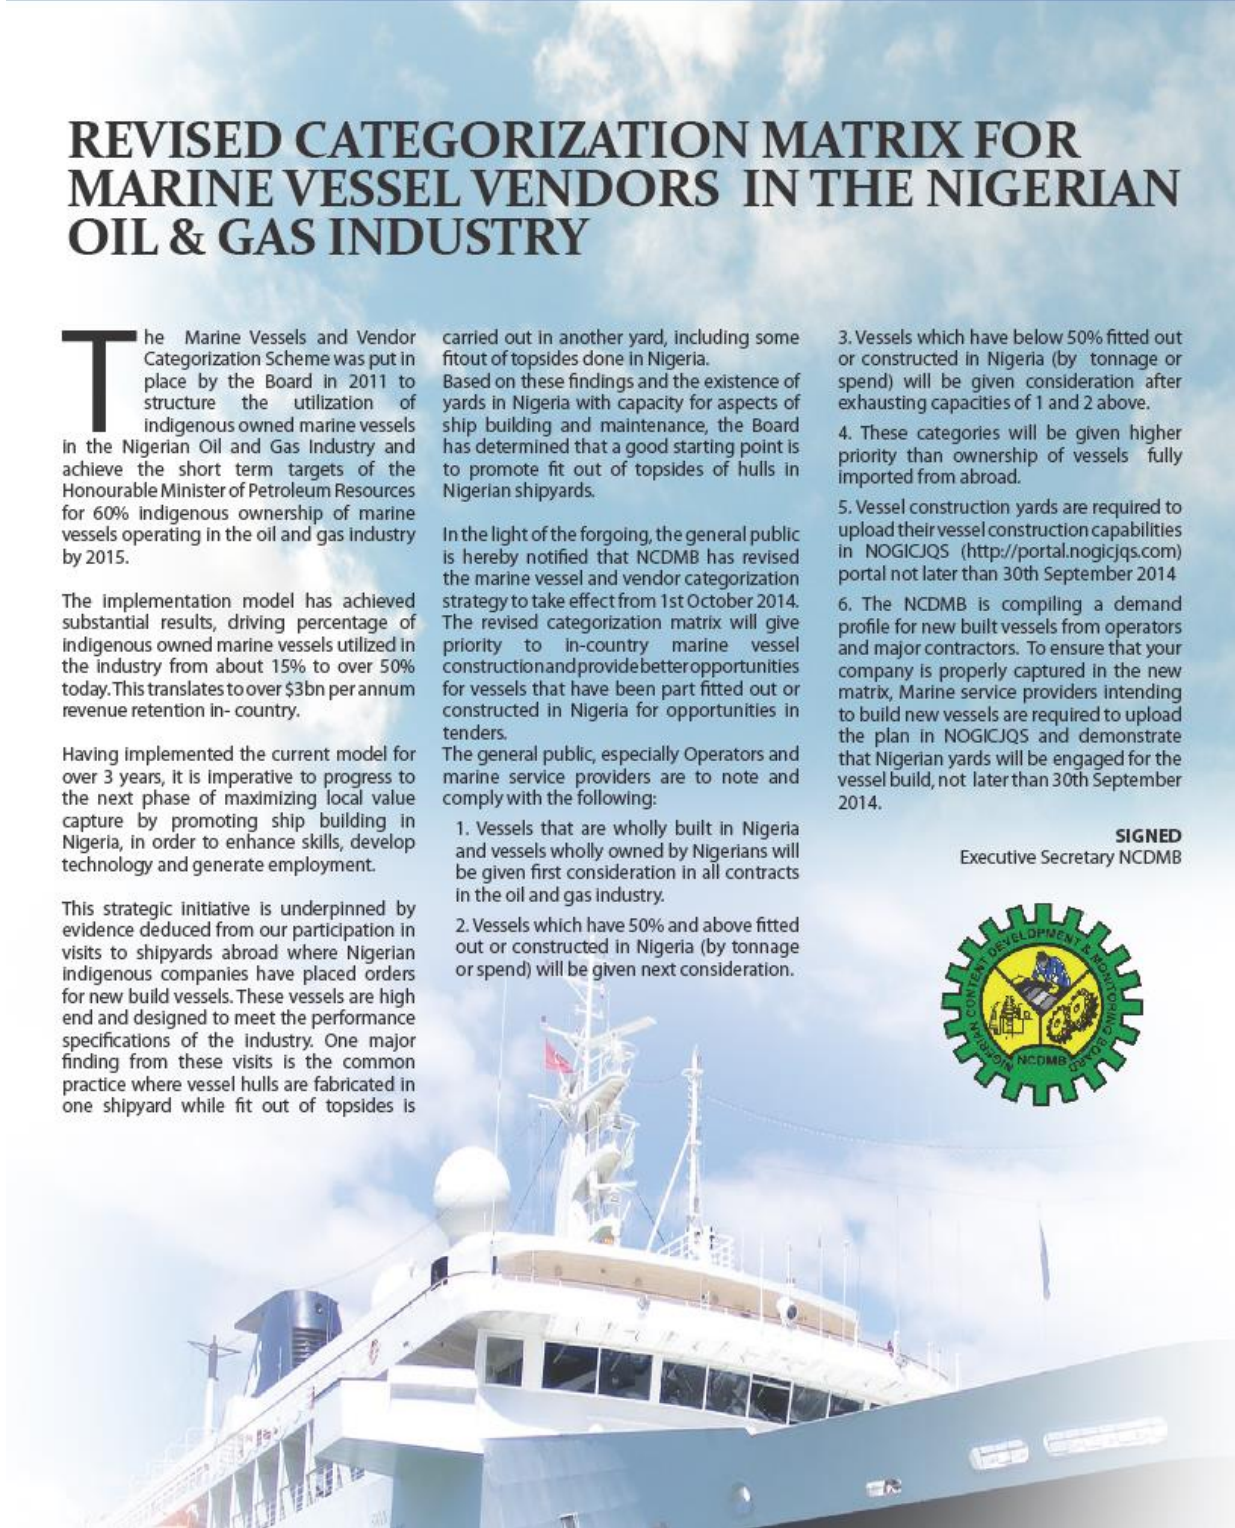 REVISED CATEGORIZATION MATRIX FOR
MARINE VESSEL VENDORS IN THE NIGERIAN
OIL & GAS INDUSTRY
The Marine Vessels and Vendor
Categorization Scheme was put in
place by the Board in 2011 to
structure the utilization of
indigenous owned marine vessels
in the Nigerian Oil and Gas Industry and
achieve the short term targets of the
Honourable Minister of Petroleum Resources
for 60% indigenous ownership of marine
vessels operating in the oil and gas industry
by 2015.
The implementation model has achieved
substantial results, driving percentage of
indigenous owned marine vessels utilized in
the industry from about 15% to over 50%
today. This translates to over $3bn per annum
revenue retention in- country.
Having implemented the current model for
over 3 years, it is imperative to progress to
the next phase of maximizing local value
capture by promoting ship building in
Nigeria, in order to enhance skills, develop
technology and generate employment.
This strategic initiative is underpinned by
evidence deduced from our participation in
visits to shipyards abroad where Nigerian
indigenous companies have placed orders
for new build vessels. These vessels are high
end and designed to meet the performance
specifications of the industry. One major
finding from these visits is the common
practice where vessel hulls are fabricated in
one shipyard while fit out of topsides is
carried out in another yard, including some
fitout of topsides done in Nigeria.
Based on these findings and the existence of
yards in Nigeria with capacity for aspects of
ship building and maintenance, the Board
has determined that a good starting point is
to promote fit out of topsides of hulls in
Nigerian shipyards.
In the light of the forgoing, the general public
is hereby notified that NCDMB has revised
the marine vessel and vendor categorization
strategy to take effect from 1st October 2014.
The revised categorization matrix will give
priority to in-country marine vessel
construction and provide better opportunities
for vessels that have been part fitted out or
constructed in Nigeria for opportunities in
tenders.
The general public, especially Operators and
marine service providers are to note and
comply with the following:
1. Vessels that are wholly built in Nigeria
and vessels wholly owned by Nigerians will
be given first consideration in all contracts
in the oil and gas industry.
2. Vessels which have 50% and above fitted
out or constructed in Nigeria (by tonnage
or spend) will be given next consideration.
3. Vessels which have below 50% fitted out
or constructed in Nigeria (by tonnage or
spend) will be given consideration after
exhausting capacities of 1 and 2 above.
4. These categories will be given higher
priority than ownership of vessels fully
imported from abroad.
5. Vessel construction yards are required to
upload their vessel construction capabilities
in NOGICJQS (http://portal.nogicjqs.com)
portal not later than 30th September 2014
6. The NCDMB is compiling a demand
profile for new built vessels from operators
and major contractors. To ensure that your
company is properly captured in the new
matrix, Marine service providers intending
to build new vessels are required to upload
the plan in NOGICJQS and demonstrate
that Nigerian yards will be engaged for the
vessel build, not later than 30th September
2014.
SIGNED
Executive Secretary NCDMB
NIGERIAN CONTENT DEVELOPMENT & MONITORING BOARD
NCDMB